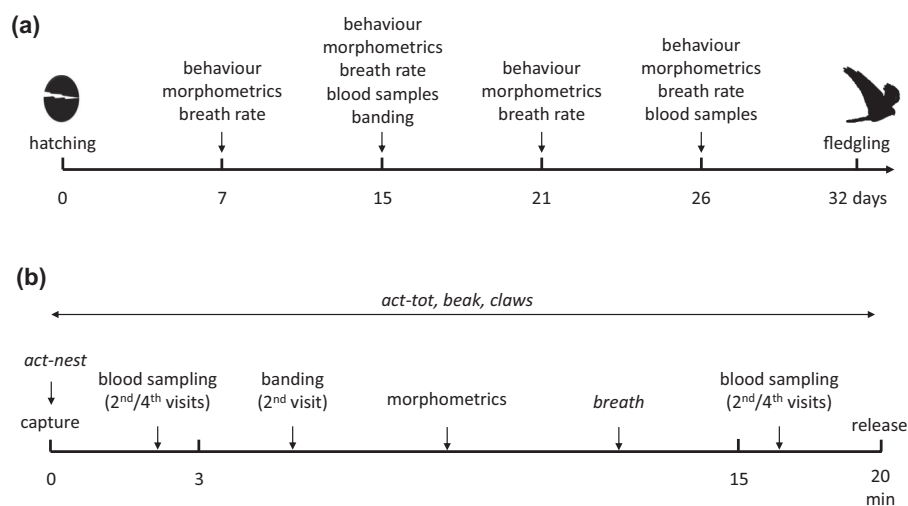 (a)
hatching
behaviour
morphometrics
breath rate
behaviour
morphometrics
breath rate
blood samples
banding
behaviour
morphometrics
breath rate
behaviour
morphometrics
breath rate
blood samples
fledgling
0
7
15
21
26
32 days
(b)
act-tot, beak, claws
act-nest
capture
blood sampling
(2nd/4th visits)
banding
(2nd visit)
morphometrics
breath
blood sampling
(2nd/4th visits)
release
0
3
15
20
min